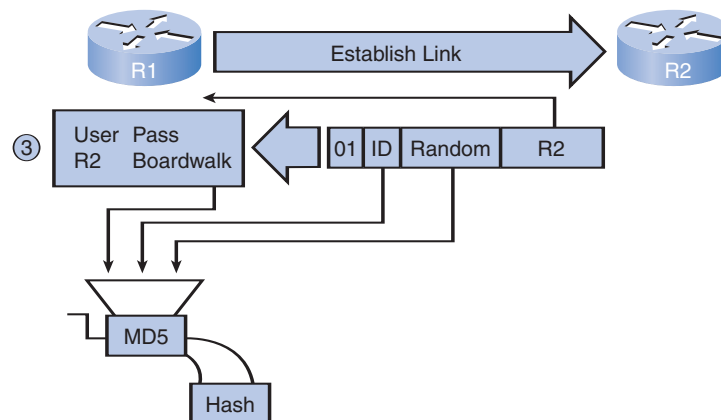 R1
Establish Link
R2
3
User Pass
R2 Boardwalk
01 ID Random R2
MD5
Hash